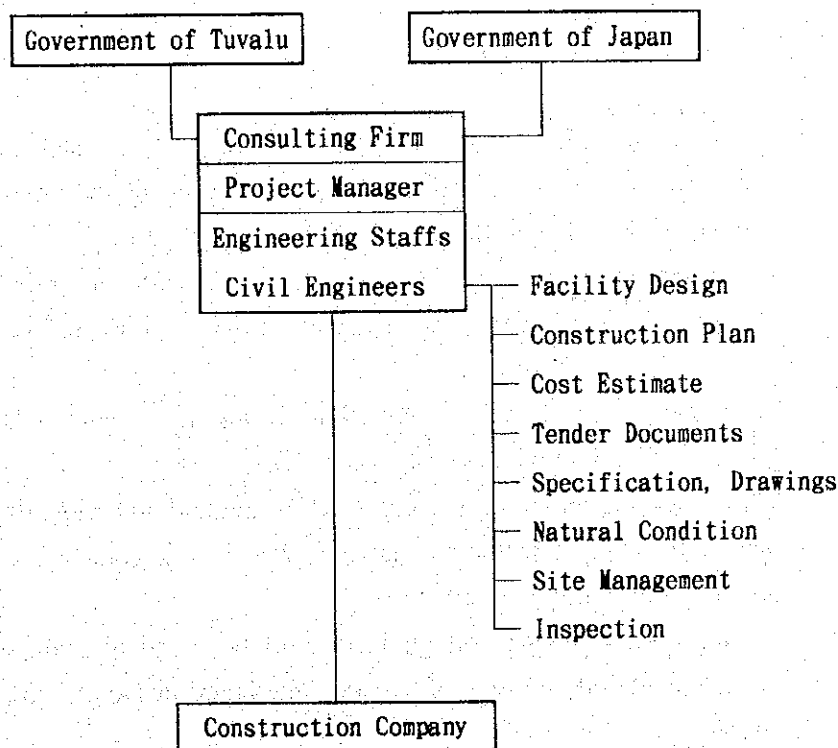 Government of Tuvalu
Government of Japan
Consulting Firm
Project Manager
Engineering Staffs
Civil Engineers
Facility Design
Construction Plan
Cost Estimate
Tender Documents
Specification, Drawings
Natural Condition
Site Management
Inspection
Construction Company